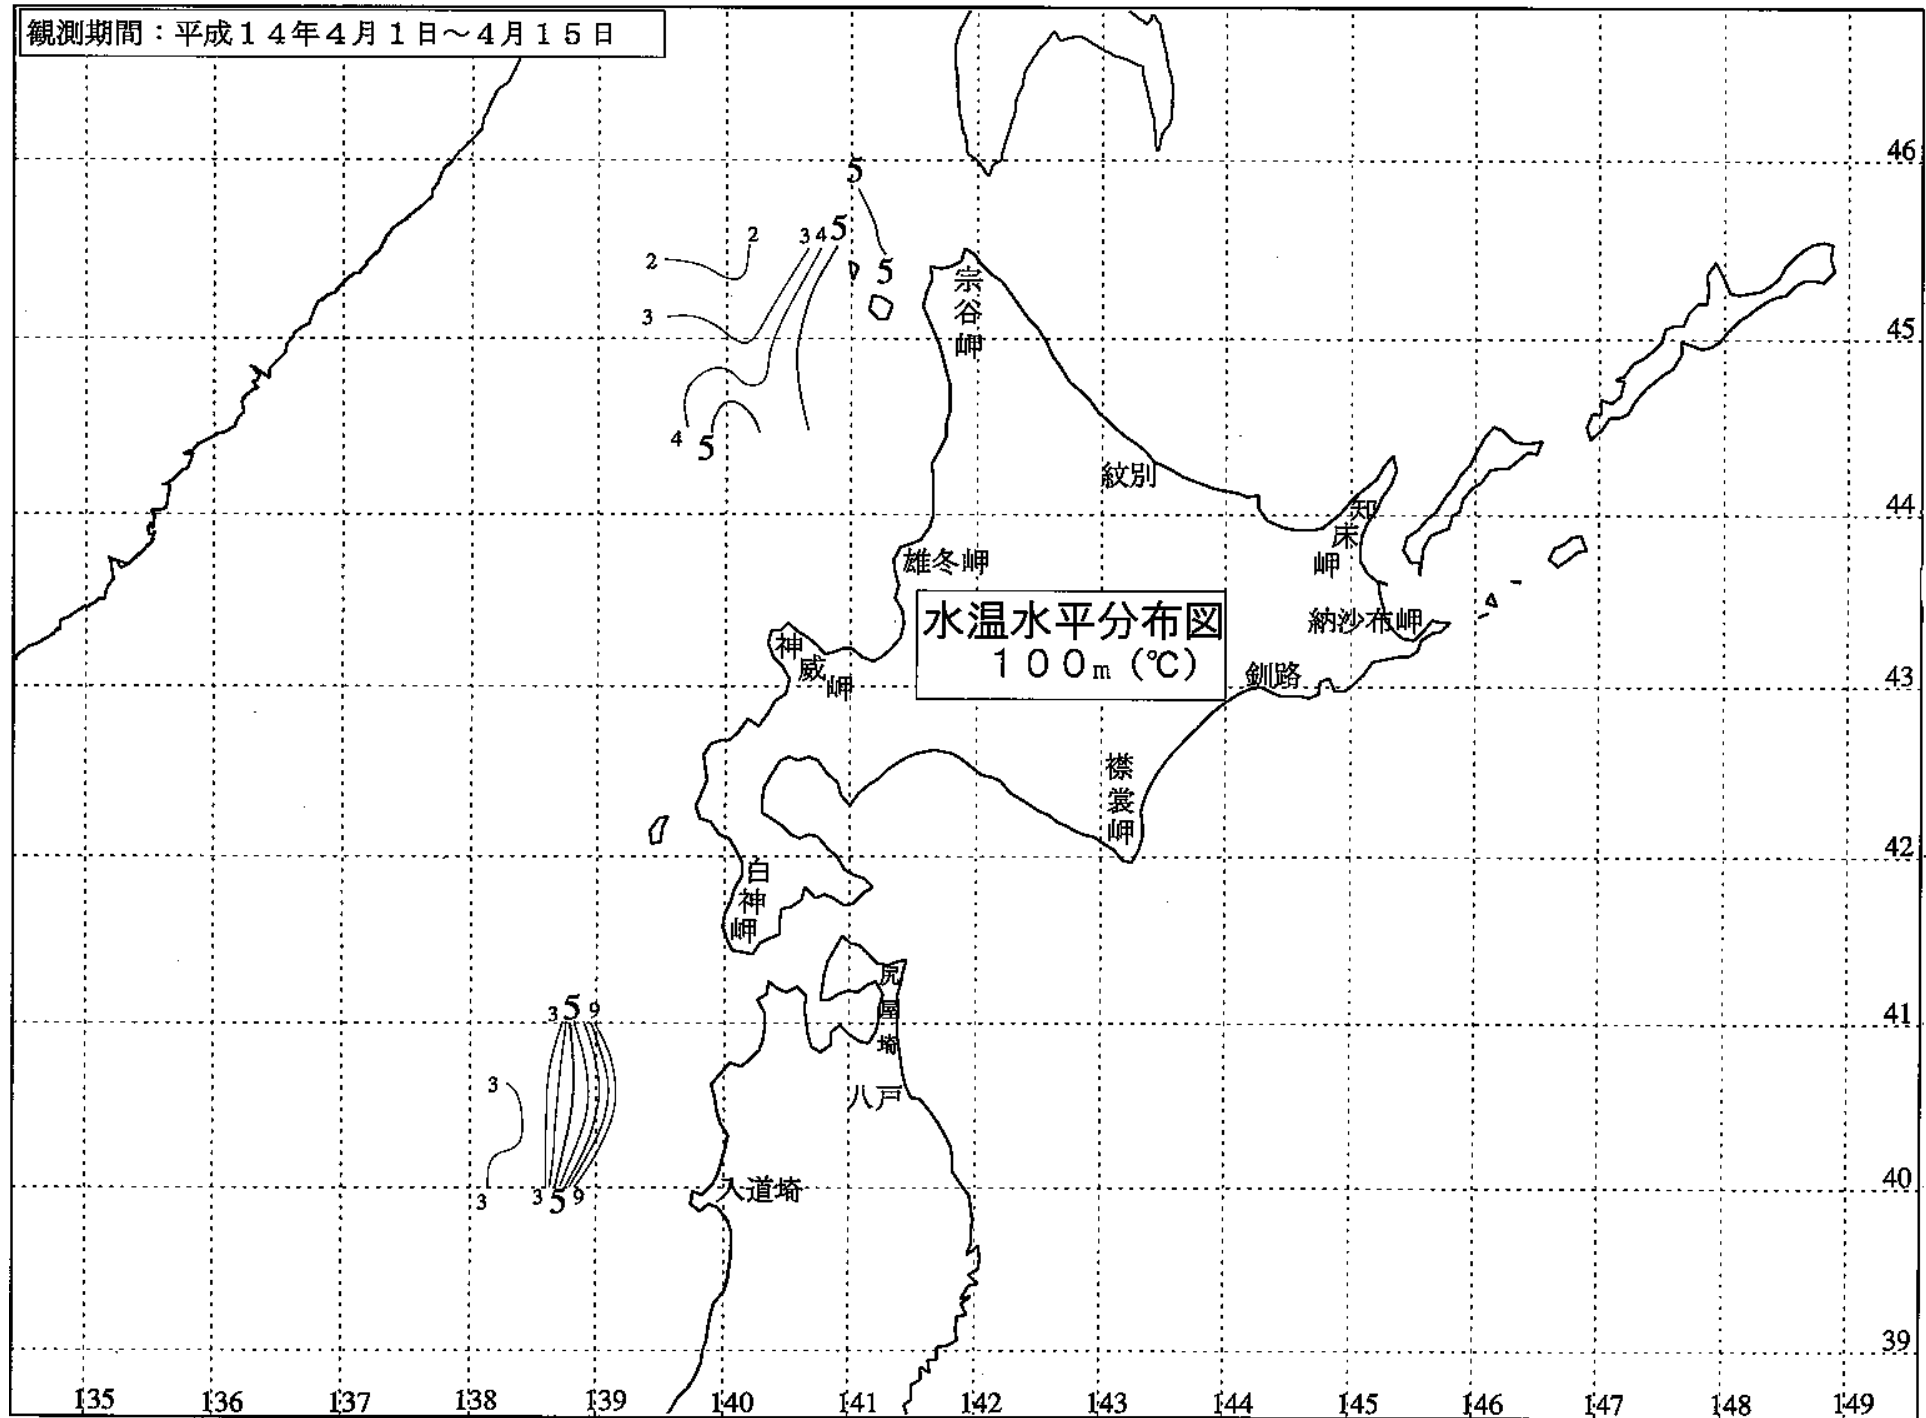 観測期間：平成１４年４月１日～４月１５日
5
46
2
3 4 5
2
5
宗谷岬
3
45
4
5
紋別
知床岬
44
雄冬岬
水温水平分布図
１００ｍ（℃）
納沙布岬
神威岬
釧路
43
襟裳岬
42
白神岬
尻屋埼
3 5 9
41
3
八戸
入道埼
40
3
3 5 9
39
135 136 137 138 139 140 141 142 143 144 145 146 147 148 149